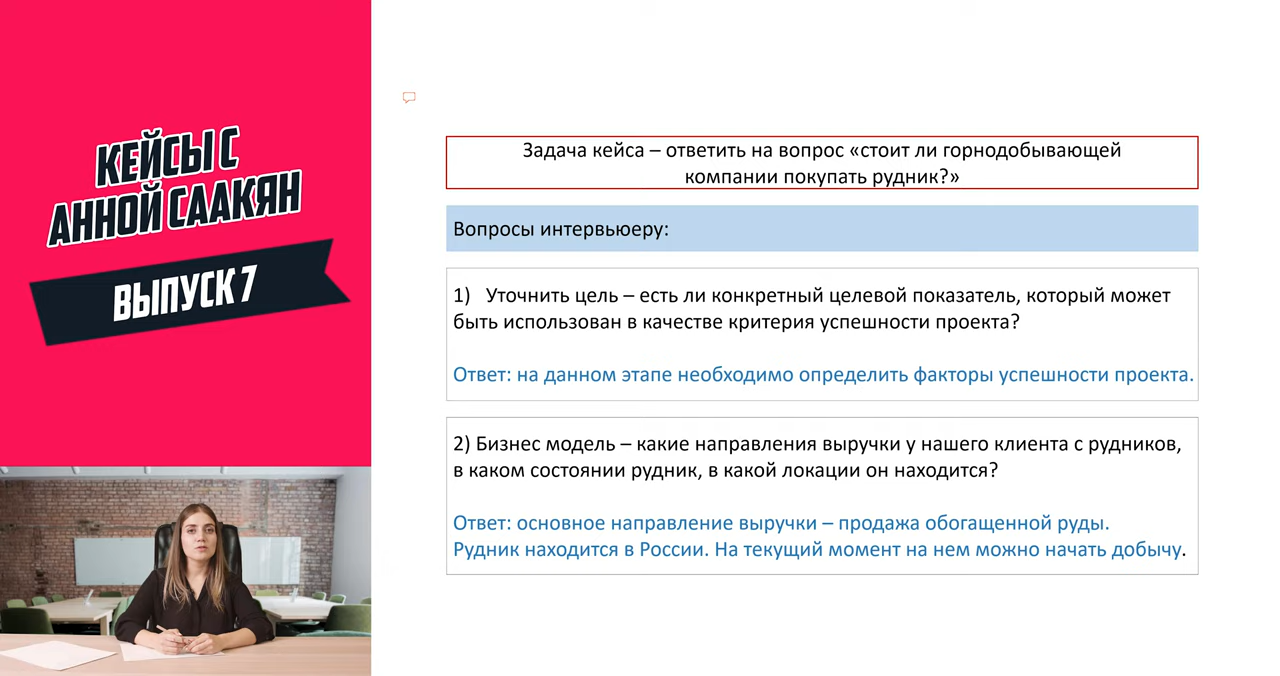 КЕЙСЫ С
АННОЙ СААКЯН
ВЫПУСК 7
Задача кейса – ответить на вопрос «стоит ли горнодобывающей
компании покупать рудник?»
Вопросы интервьюеру:
1) Уточнить цель – есть ли конкретный целевой показатель, который может
быть использован в качестве критерия успешности проекта?
Ответ: на данном этапе необходимо определить факторы успешности проекта.
2) Бизнес модель – какие направления выручки у нашего клиента с рудников,
в каком состоянии рудник, в какой локации он находится?
Ответ: основное направление выручки – продажа обогащенной руды.
Рудник находится в России. На текущий момент на нем можно начать добычу.